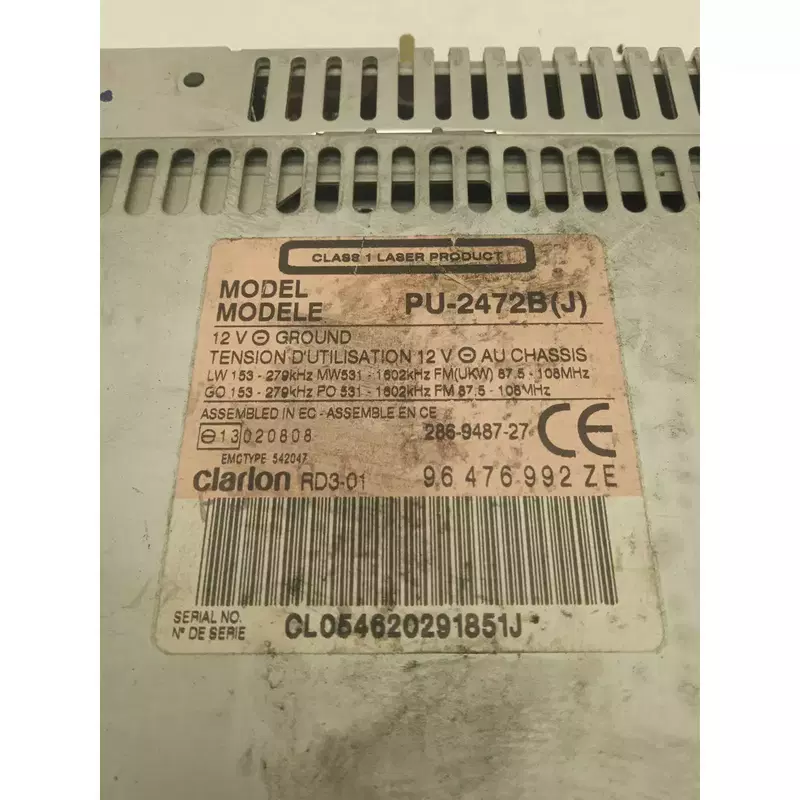 CLASS 1 LASER PRODUCT
MODEL
MODELE PU-2472B(J)
12 V ⊖ GROUND
TENSION D'UTILISATION 12 V ⊖ AU CHASSIS
LW 153 - 279kHz MW531 - 1602kHz FM(UKW) 87.5 - 108MHz
GO 153 - 279kHz PO 531 - 1602kHz FM 87.5 - 108MHz
ASSEMBLED IN EC - ASSEMBLE EN CE
⊖13 020808 286-9487-27 CE
EMCTYPE 542047
Clarion RD3-01 96 476 992 ZE
SERIAL NO.
N° DE SERIE CL054620291851J